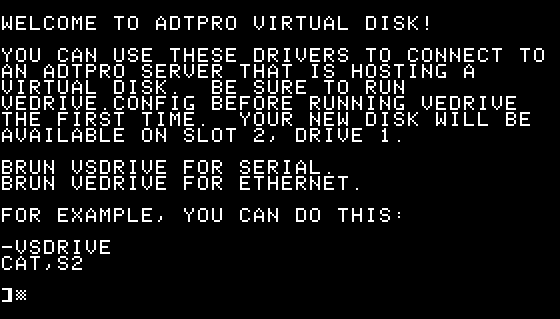 WELCOME TO ADTPRO VIRTUAL DISK!
YOU CAN USE THESE DRIVERS TO CONNECT TO
AN ADTPRO SERVER THAT IS HOSTING A
VIRTUAL DISK.  BE SURE TO RUN
VEDRIVE.CONFIG BEFORE RUNNING VEDRIVE
THE FIRST TIME.  YOUR NEW DISK WILL BE
AVAILABLE ON SLOT 2, DRIVE 1.
BRUN VSDRIVE FOR SERIAL.
BRUN VEDRIVE FOR ETHERNET.
FOR EXAMPLE, YOU CAN DO THIS:
-VSDRIVE
CAT,S2
]